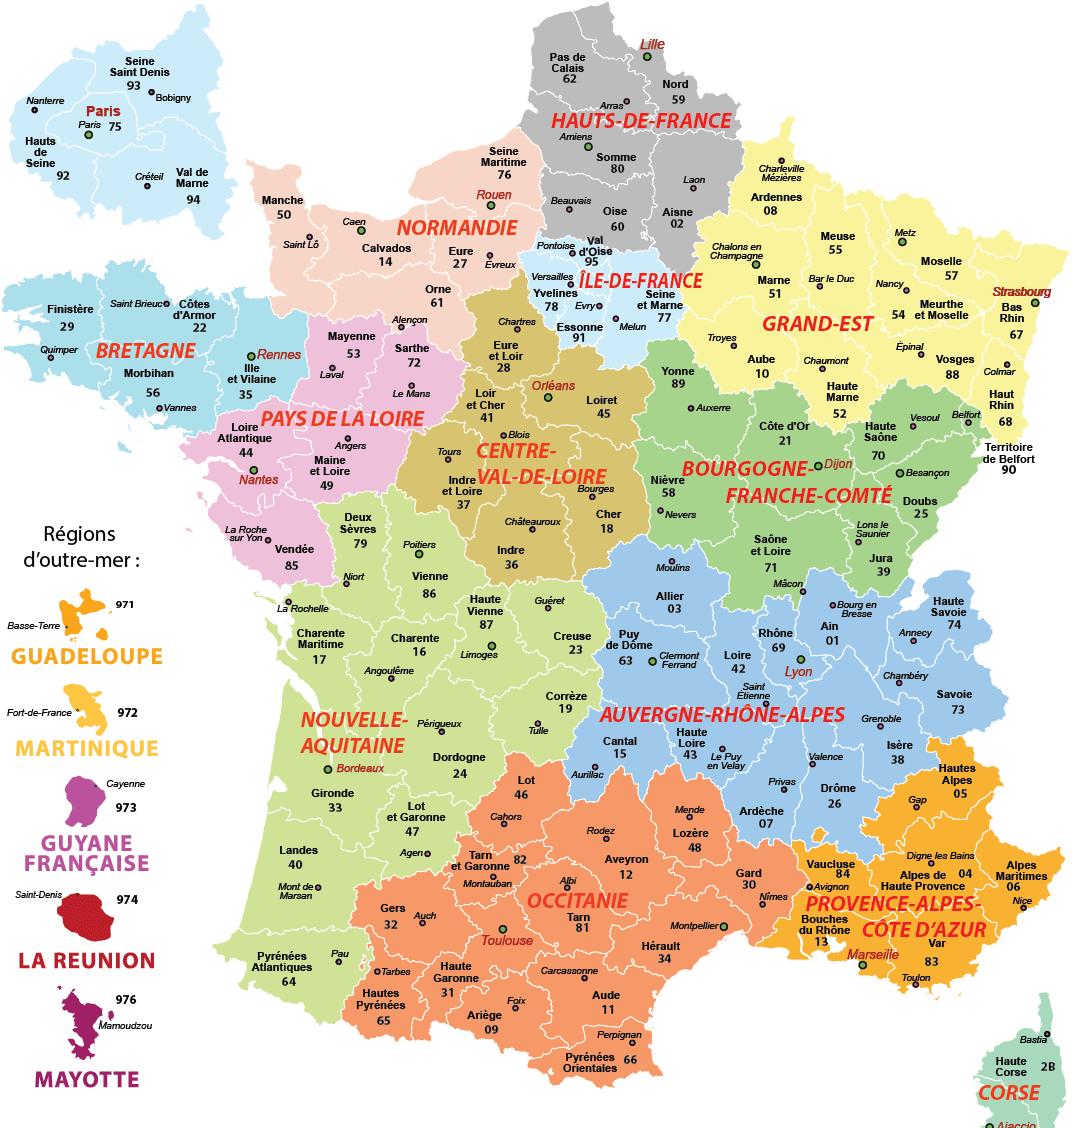 Seine
Saint Denis
93
Nanterre
Bobigny
Paris
Paris
75
Hauts
de
Seine
92
Créteil
Val de
Marne
94
Lille
Pas de
Calais
62
Nord
59
Arras
HAUTS-DE-FRANCE
Amiens
Somme
80
Laon
Beauvais
Oise
60
Aisne
02
Seine
Maritime
76
Rouen
Manche
50
Caen
NORMANDIE
Saint Lô
Calvados
14
Eure
27
Evreux
Orne
61
Alençon
Charleville
Mézières
Ardennes
08
Meuse
55
Metz
Chalons en
Champagne
Moselle
57
Marne
51
Bar le Duc
Nancy
Strasbourg
54
Meurthe
et Moselle
Bas
Rhin
67
GRAND-EST
Troyes
Épinal
Aube
10
Chaumont
Vosges
88
Colmar
Haute
Marne
52
Haut
Rhin
68
Pontoise
Val
d'Oise
95
Versailles
ÎLE-DE-FRANCE
Yvelines
78
Evry
Seine
et Marne
77
Essonne
91
Melun
Finistère
29
Saint Brieuc
Côtes
d'Armor
22
Quimper
BRETAGNE
Rennes
Ille
et Vilaine
35
Morbihan
56
Vannes
Mayenne
53
Laval
Sarthe
72
Le Mans
PAYS DE LA LOIRE
Loire
Atlantique
44
Angers
Maine
et Loire
49
Nantes
La Roche
sur Yon
Vendée
85
Chartres
Eure
et Loir
28
Orléans
Loir
et Cher
41
Loiret
45
Blois
Tours
CENTRE-
VAL-DE-LOIRE
Indre
et Loire
37
Bourges
Cher
18
Châteauroux
Indre
36
Yonne
89
Auxerre
Côte d'Or
21
Haute
Saône
70
Vesoul
Belfort
Territoire
de Belfort
90
BOURGOGNE-
FRANCHE-COMTÉ
Dijon
Besançon
Nièvre
58
Nevers
Doubs
25
Lons le
Saunier
Saône
et Loire
71
Jura
39
Mâcon
Deux
Sèvres
79
Poitiers
Niort
Vienne
86
La Rochelle
Haute
Vienne
87
Guéret
Charente
Maritime
17
Charente
16
Limoges
Creuse
23
Angoulême
Corrèze
19
NOUVELLE-
AQUITAINE
Périgueux
Tulle
Bordeaux
Dordogne
24
Gironde
33
Lot
et Garonne
47
Agen
Landes
40
Mont de
Marsan
Pyrénées
Atlantiques
64
Pau
Moulins
Allier
03
Bourg en
Bresse
Haute
Savoie
74
Puy
de Dôme
63
Clermont
Ferrand
Rhône
69
Ain
01
Annecy
Loire
42
Lyon
Chambéry
Saint
Étienne
Savoie
73
AUVERGNE-RHÔNE-ALPES
Grenoble
Cantal
15
Haute
Loire
43
Le Puy
en Velay
Isère
38
Aurillac
Privas
Valence
Drôme
26
Ardèche
07
Lot
46
Cahors
Mende
Rodez
Lozère
48
Tarn
et Garonne
82
Montauban
Aveyron
12
Albi
Gard
30
Nîmes
OCCITANIE
Gers
32
Auch
Tarn
81
Montpellier
Toulouse
Hérault
34
Tarbes
Haute
Garonne
31
Carcassonne
Hautes
Pyrénées
65
Foix
Aude
11
Ariège
09
Perpignan
Pyrénées
Orientales
66
Hautes
Alpes
05
Gap
Vaucluse
84
Digne les Bains
Alpes de
Haute Provence
04
Alpes
Maritimes
06
Avignon
PROVENCE-ALPES-
CÔTE D'AZUR
Nice
Bouches
du Rhône
13
Var
83
Marseille
Toulon
Bastia
Haute
Corse
2B
CORSE
Ajaccio
Régions
d'outre-mer :
971
Basse-Terre
GUADELOUPE
Fort-de-France
972
MARTINIQUE
Cayenne
973
GUYANE
FRANÇAISE
Saint-Denis
974
LA REUNION
976
Mamoudzou
MAYOTTE